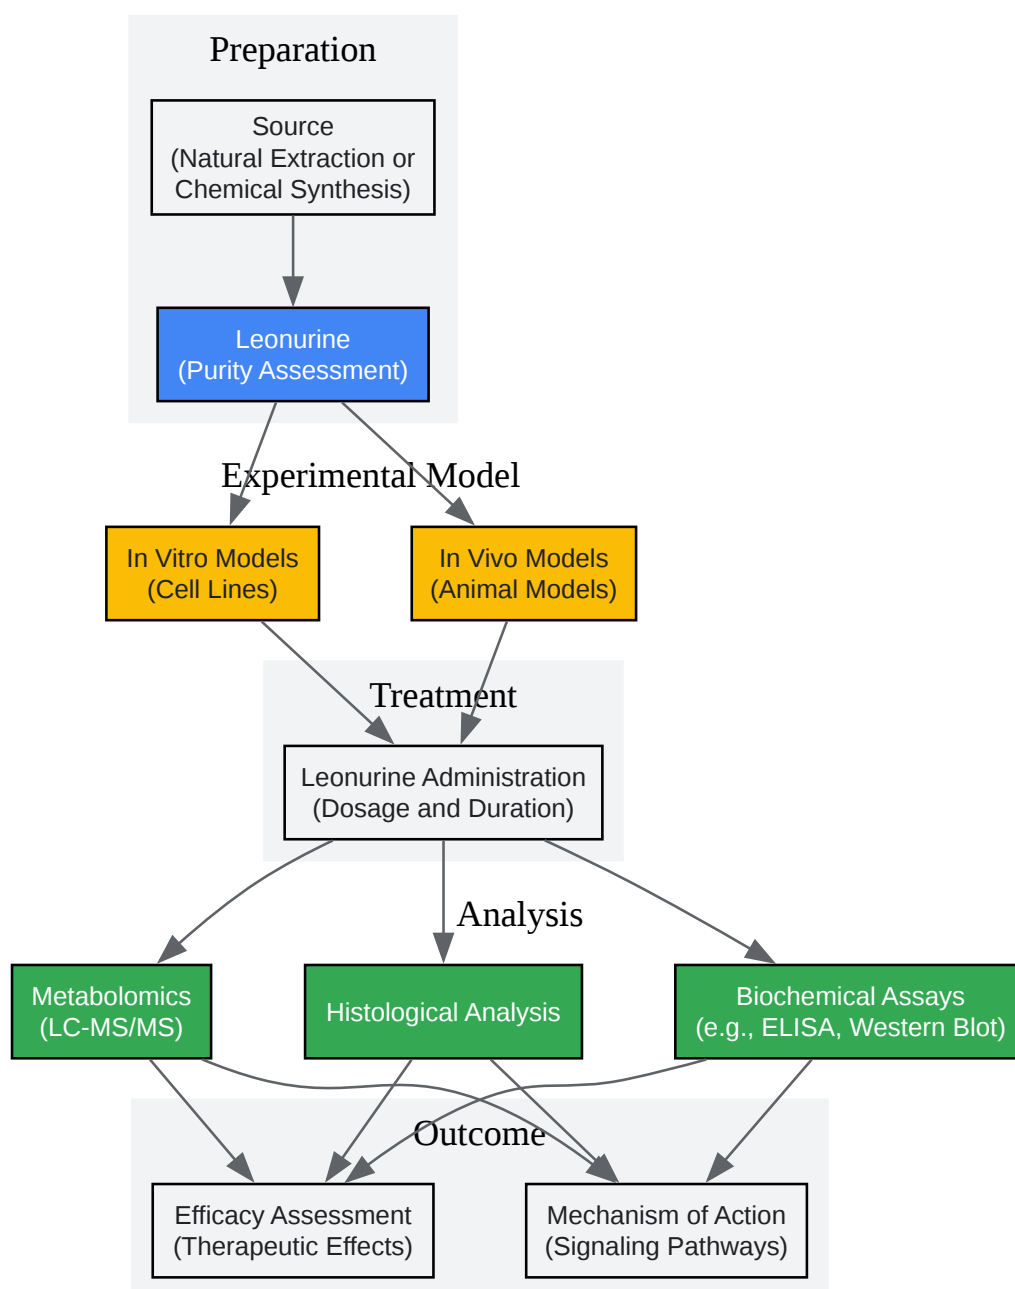 Preparation
Source
(Natural Extraction or
Chemical Synthesis)
Leonurine
(Purity Assessment)
Experimental Model
In Vitro Models
(Cell Lines)
In Vivo Models
(Animal Models)
Treatment
Leonurine Administration
(Dosage and Duration)
Analysis
Metabolomics
(LC-MS/MS)
Histological Analysis
Biochemical Assays
(e.g., ELISA, Western Blot)
Outcome
Efficacy Assessment
(Therapeutic Effects)
Mechanism of Action
(Signaling Pathways)